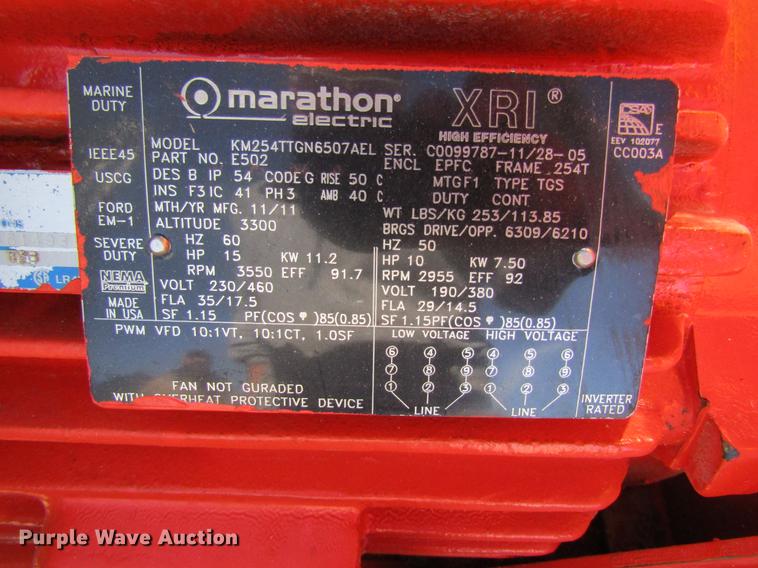 MARINE
DUTY
IEEE45
USCG
FORD
EM-1
SEVERE
DUTY
NEMA
Premium
MADE
IN USA
marathon®
electric
XRI®
HIGH EFFICIENCY
CSA E
EEV 102077
CC003A
MODEL KM254TTGN6507AEL SER. C0099787-11/28-05
PART NO. E502 ENCL EPFC FRAME 254T
DES B IP 54 CODE G RISE 50 C MTG F1 TYPE TGS
INS F3 IC 41 PH 3 AMB 40 C DUTY CONT
MTH/YR MFG. 11/11 WT LBS/KG 253/113.85
ALTITUDE 3300 BRGS DRIVE/OPP. 6309/6210
HZ 60
HP 15 KW 11.2
RPM 3550 EFF 91.7
VOLT 230/460
FLA 35/17.5
SF 1.15 PF(COS φ)85(0.85)
HZ 50
HP 10 KW 7.50
RPM 2955 EFF 92
VOLT 190/380
FLA 29/14.5
SF 1.15PF(COS φ)85(0.85)
PWM VFD 10:1VT, 10:1CT, 1.0SF
LOW VOLTAGE HIGH VOLTAGE
6 4 5 4 5 6
7 8 9 7 8 9
1 2 3 1 2 3
LINE LINE
FAN NOT GURADED
WITH OVERHEAT PROTECTIVE DEVICE
INVERTER
RATED
Purple Wave Auction